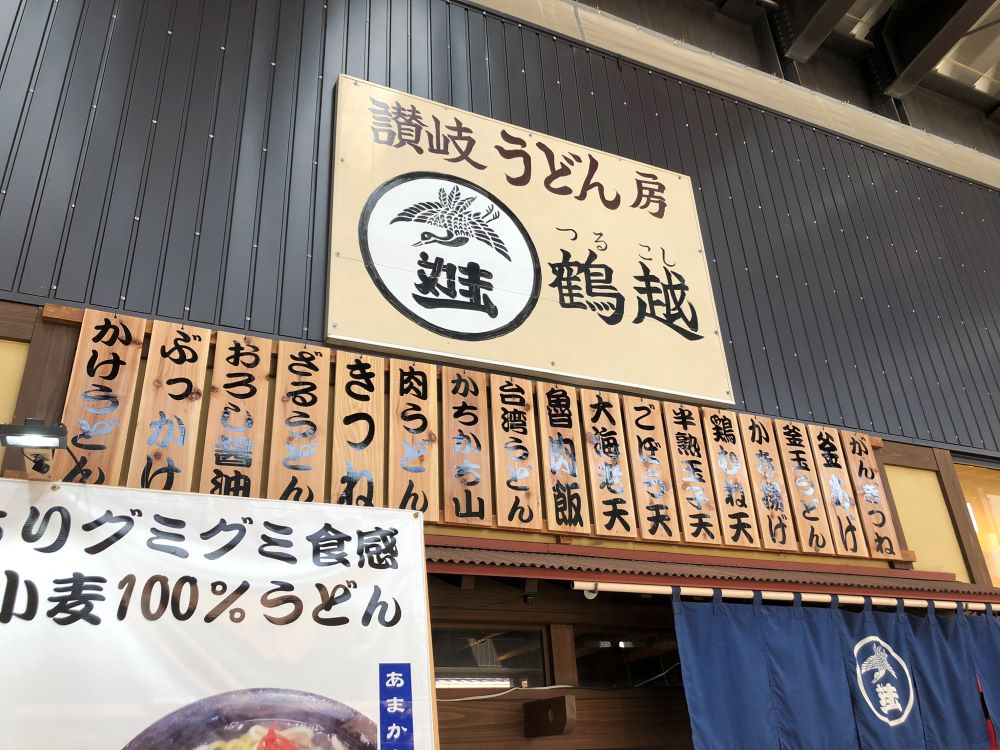 讃岐うどん房
つるこし
鶴越
かけうどん
ぶっかけ
おろし醤油
ざるうどん
きつね
肉うどん
かちかち山
台湾うどん
魯肉飯
大海老天
ごぼう天
半熟玉子天
鶏むね天
かき揚げ
釜玉うどん
釜あげ
がんきつね
りグミグミ食感
小麦100%うどん
あまか